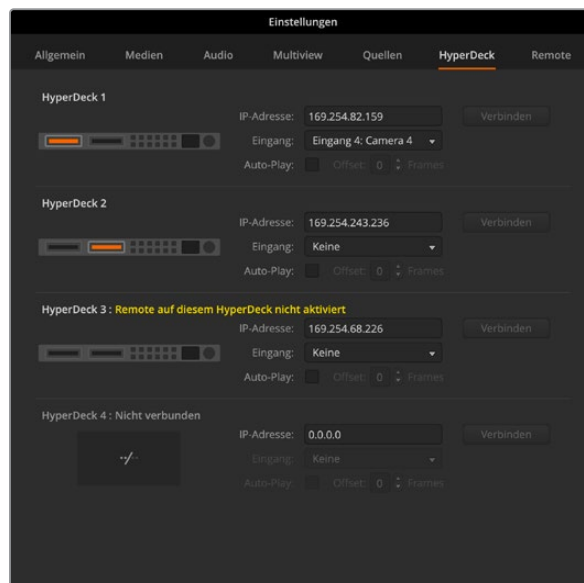 Einstellungen
Allgemein Medien Audio Multiview Quellen HyperDeck Remote
HyperDeck 1
IP-Adresse: 169.254.82.159 Verbinden
Eingang: Eingang 4: Camera 4
Auto-Play: Offset: 0 Frames
HyperDeck 2
IP-Adresse: 169.254.243.236 Verbinden
Eingang: Keine
Auto-Play: Offset: 0 Frames
HyperDeck 3 : Remote auf diesem HyperDeck nicht aktiviert
IP-Adresse: 169.254.68.226 Verbinden
Eingang: Keine
Auto-Play: Offset: 0 Frames
HyperDeck 4 : Nicht verbunden
IP-Adresse: 0.0.0.0 Verbinden
--/-- Eingang: Keine
Auto-Play: Offset: 0 Frames